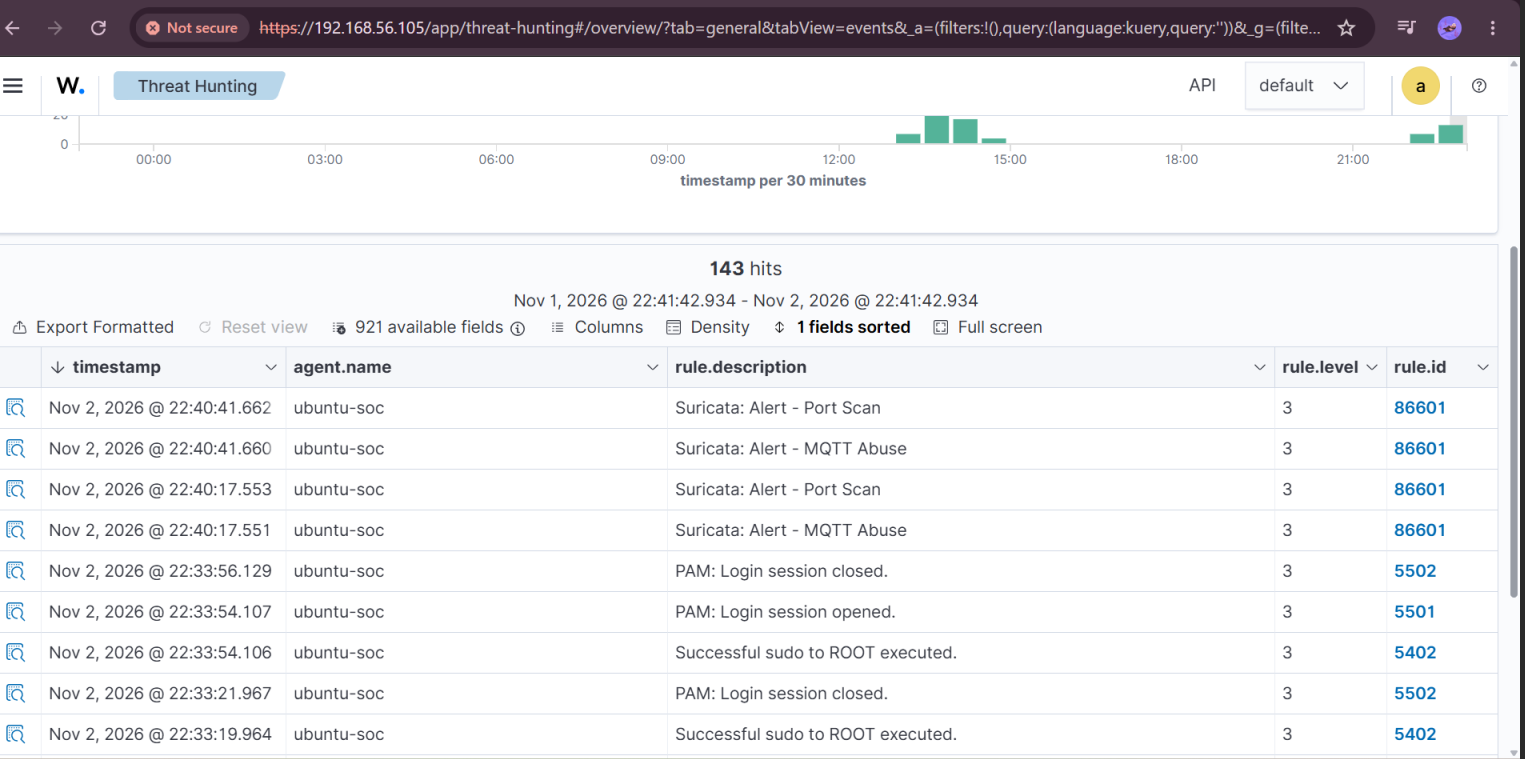 Not secure https://192.168.56.105/app/threat-hunting#/overview/?tab=general&tabView=events&_a=(filters:!(),query:(language:kuery,query:''))&_g=(filte...
W. Threat Hunting API default a
20
0
00:00 03:00 06:00 09:00 12:00 15:00 18:00 21:00
timestamp per 30 minutes
143 hits
Nov 1, 2026 @ 22:41:42.934 - Nov 2, 2026 @ 22:41:42.934
Export Formatted Reset view 921 available fields Columns Density 1 fields sorted Full screen
timestamp agent.name rule.description rule.level rule.id
Nov 2, 2026 @ 22:40:41.662 ubuntu-soc Suricata: Alert - Port Scan 3 86601
Nov 2, 2026 @ 22:40:41.660 ubuntu-soc Suricata: Alert - MQTT Abuse 3 86601
Nov 2, 2026 @ 22:40:17.553 ubuntu-soc Suricata: Alert - Port Scan 3 86601
Nov 2, 2026 @ 22:40:17.551 ubuntu-soc Suricata: Alert - MQTT Abuse 3 86601
Nov 2, 2026 @ 22:33:56.129 ubuntu-soc PAM: Login session closed. 3 5502
Nov 2, 2026 @ 22:33:54.107 ubuntu-soc PAM: Login session opened. 3 5501
Nov 2, 2026 @ 22:33:54.106 ubuntu-soc Successful sudo to ROOT executed. 3 5402
Nov 2, 2026 @ 22:33:21.967 ubuntu-soc PAM: Login session closed. 3 5502
Nov 2, 2026 @ 22:33:19.964 ubuntu-soc Successful sudo to ROOT executed. 3 5402